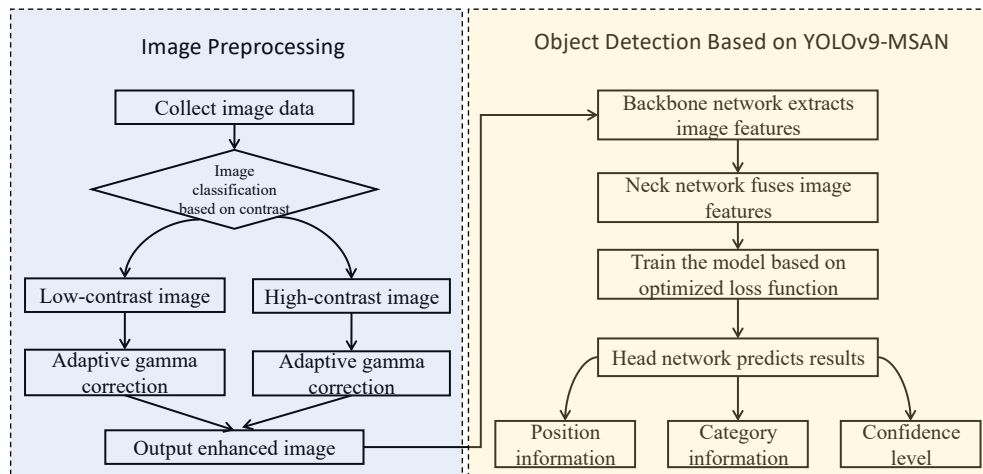 Image Preprocessing
Collect image data
Image
classification
based on contrast
Low-contrast image
High-contrast image
Adaptive gamma
correction
Adaptive gamma
correction
Output enhanced image
Object Detection Based on YOLOv9-MSAN
Backbone network extracts
image features
Neck network fuses image
features
Train the model based on
optimized loss function
Head network predicts results
Position
information
Category
information
Confidence
level